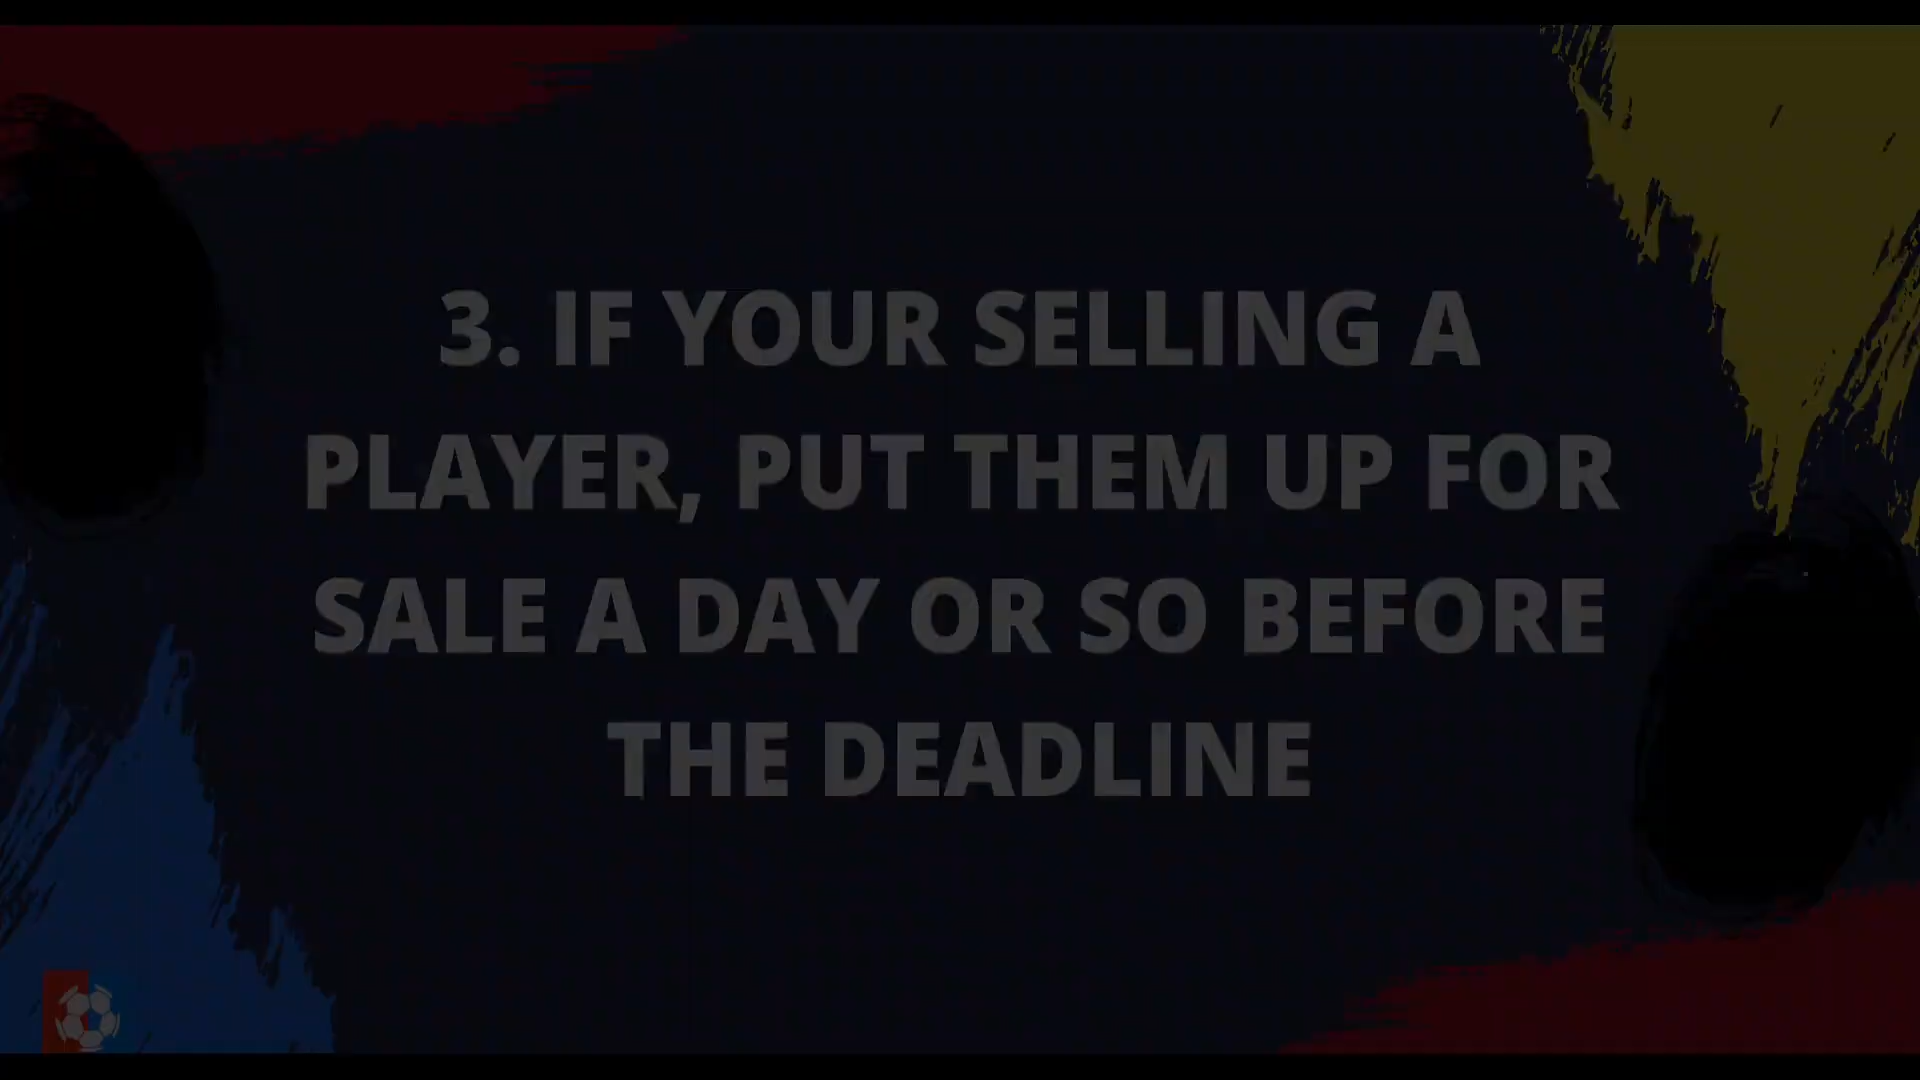 3. IF YOUR SELLING A
PLAYER, PUT THEM UP FOR
SALE A DAY OR SO BEFORE
THE DEADLINE